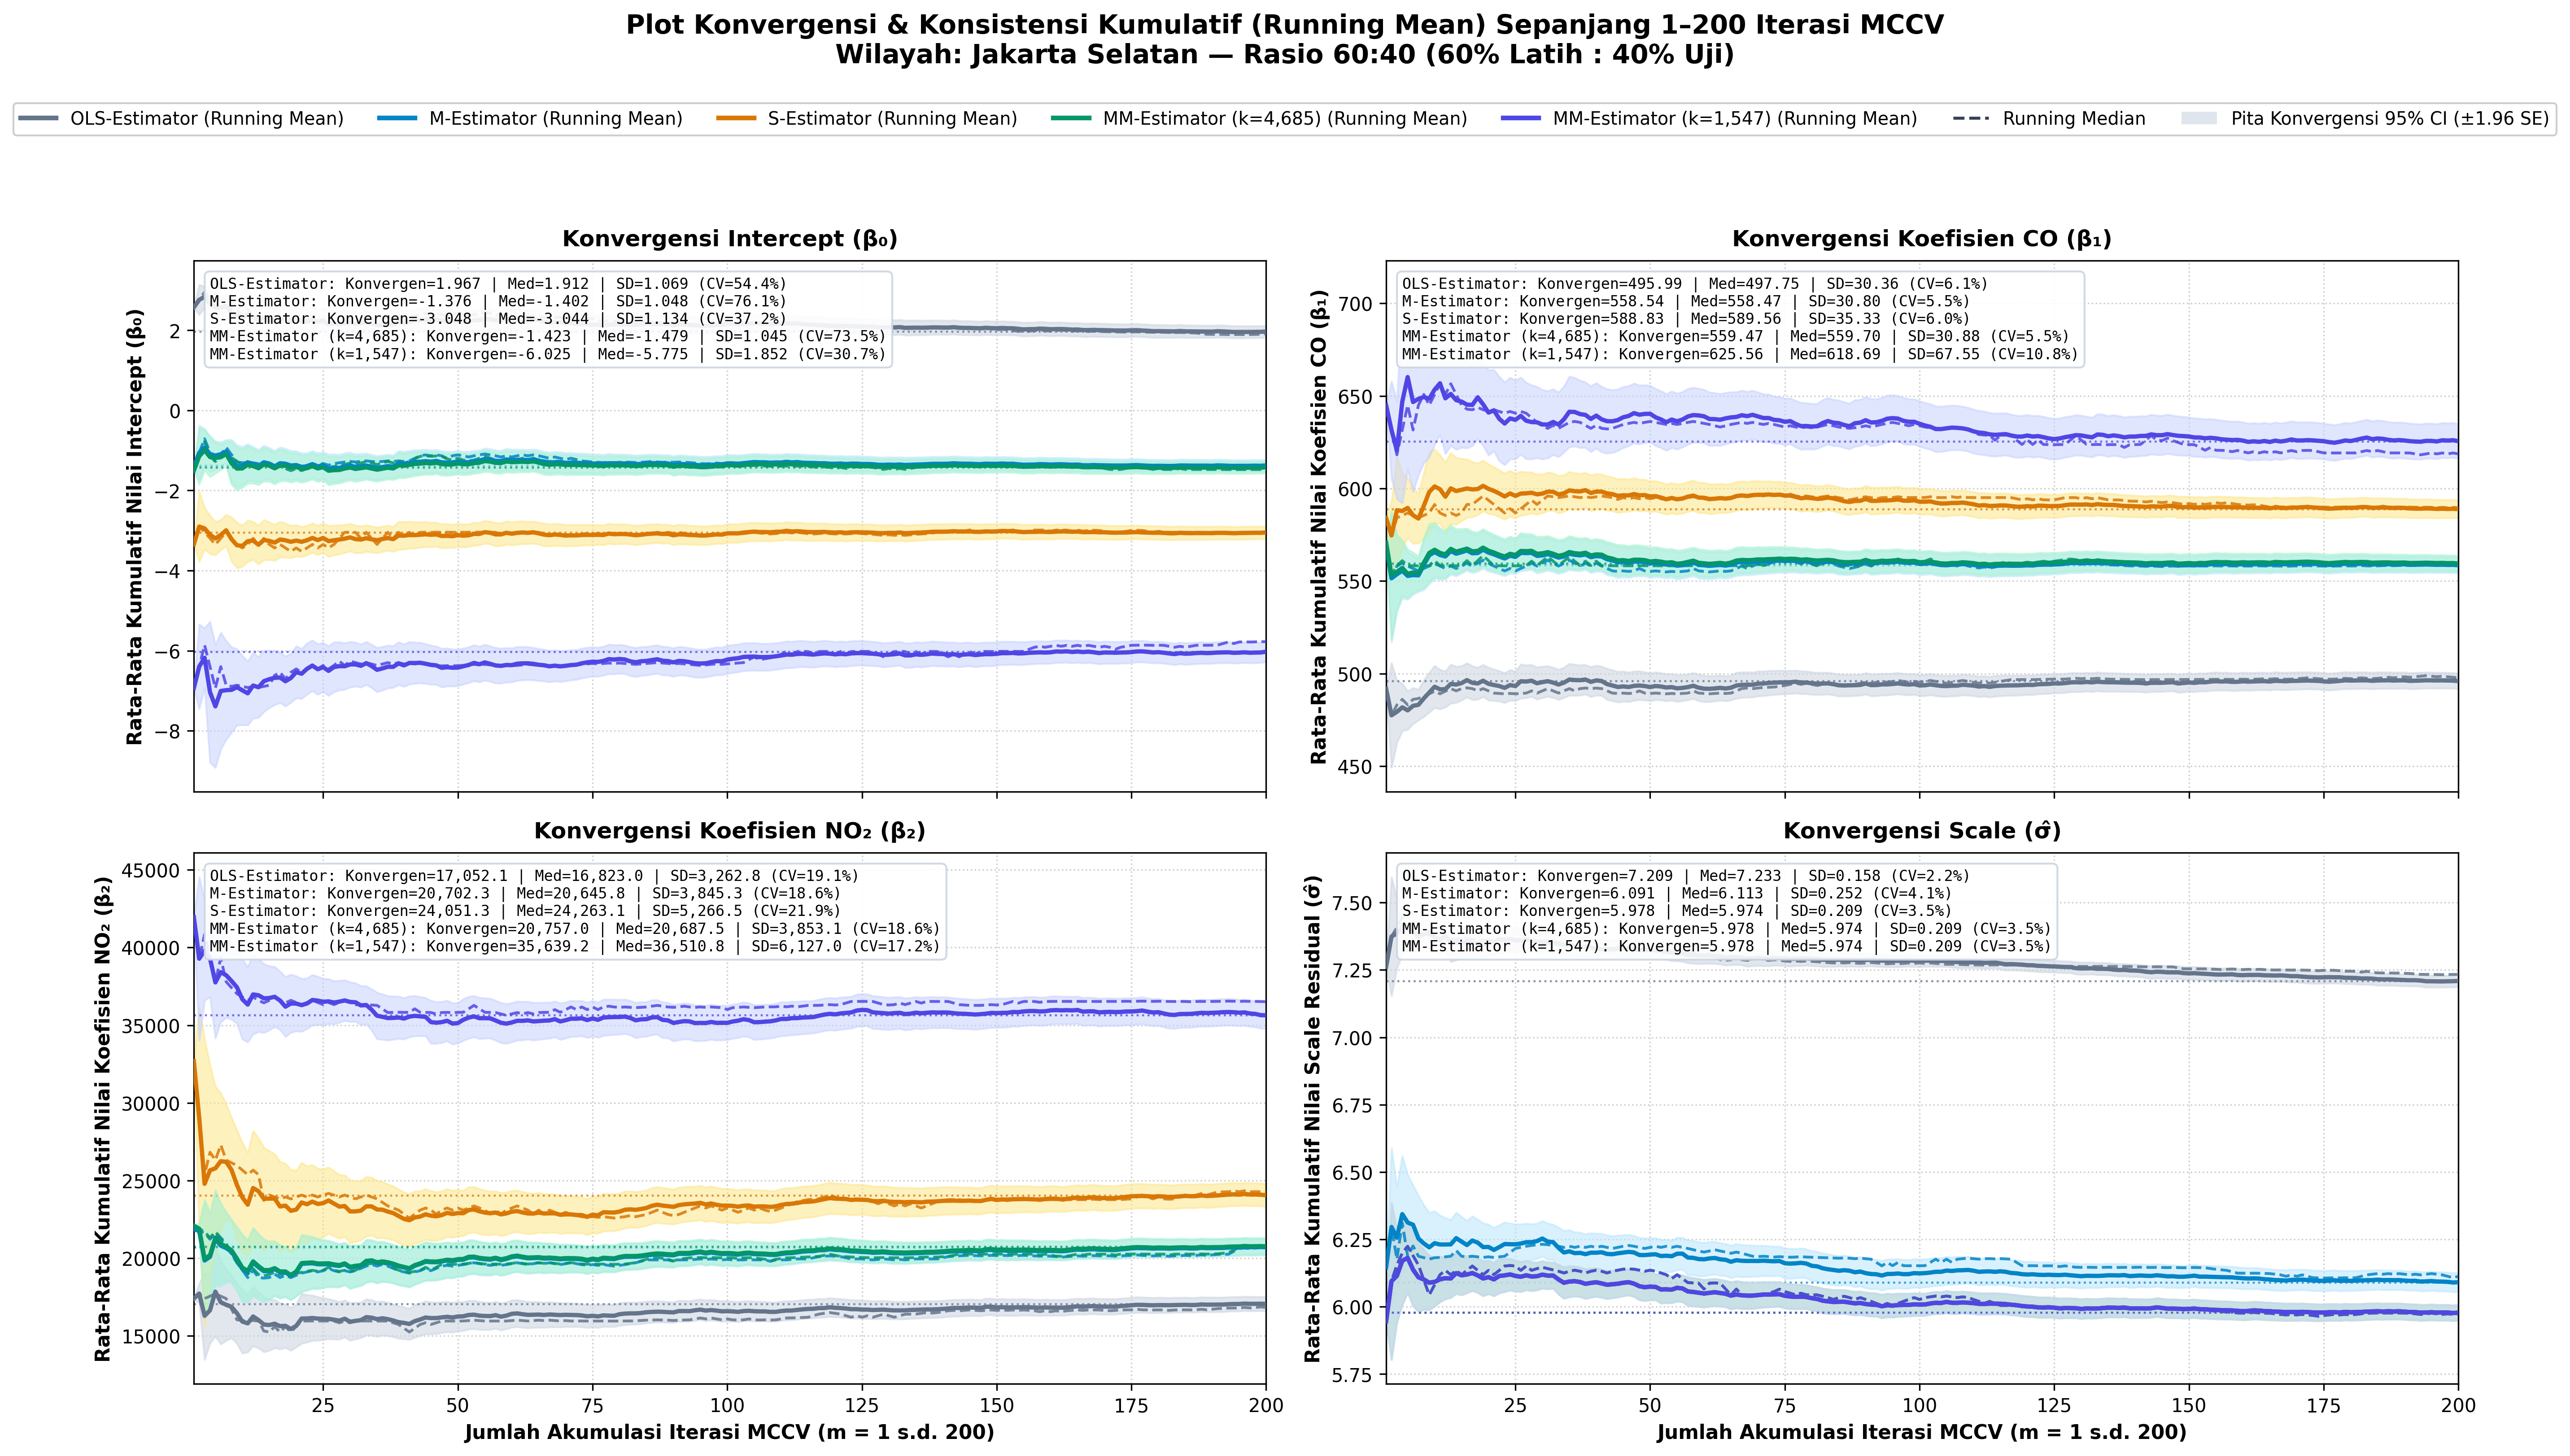 Plot Konvergensi & Konsistensi Kumulatif (Running Mean) Sepanjang 1–200 Iterasi MCCV
Wilayah: Jakarta Selatan — Rasio 60:40 (60% Latih : 40% Uji)
OLS-Estimator (Running Mean)
M-Estimator (Running Mean)
S-Estimator (Running Mean)
MM-Estimator (k=4,685) (Running Mean)
MM-Estimator (k=1,547) (Running Mean)
Running Median
Pita Konvergensi 95% CI (±1.96 SE)
Konvergensi Intercept (β₀)
Rata-Rata Kumulatif Nilai Intercept (β₀)
OLS-Estimator: Konvergen=1.967 | Med=1.912 | SD=1.069 (CV=54.4%)
M-Estimator: Konvergen=-1.376 | Med=-1.402 | SD=1.048 (CV=76.1%)
S-Estimator: Konvergen=-3.048 | Med=-3.044 | SD=1.134 (CV=37.2%)
MM-Estimator (k=4,685): Konvergen=-1.423 | Med=-1.479 | SD=1.045 (CV=73.5%)
MM-Estimator (k=1,547): Konvergen=-6.025 | Med=-5.775 | SD=1.852 (CV=30.7%)
2
0
−2
−4
−6
−8
Konvergensi Koefisien CO (β₁)
Rata-Rata Kumulatif Nilai Koefisien CO (β₁)
OLS-Estimator: Konvergen=495.99 | Med=497.75 | SD=30.36 (CV=6.1%)
M-Estimator: Konvergen=558.54 | Med=558.47 | SD=30.80 (CV=5.5%)
S-Estimator: Konvergen=588.83 | Med=589.56 | SD=35.33 (CV=6.0%)
MM-Estimator (k=4,685): Konvergen=559.47 | Med=559.70 | SD=30.88 (CV=5.5%)
MM-Estimator (k=1,547): Konvergen=625.56 | Med=618.69 | SD=67.55 (CV=10.8%)
700
650
600
550
500
450
Konvergensi Koefisien NO₂ (β₂)
Rata-Rata Kumulatif Nilai Koefisien NO₂ (β₂)
OLS-Estimator: Konvergen=17,052.1 | Med=16,823.0 | SD=3,262.8 (CV=19.1%)
M-Estimator: Konvergen=20,702.3 | Med=20,645.8 | SD=3,845.3 (CV=18.6%)
S-Estimator: Konvergen=24,051.3 | Med=24,263.1 | SD=5,266.5 (CV=21.9%)
MM-Estimator (k=4,685): Konvergen=20,757.0 | Med=20,687.5 | SD=3,853.1 (CV=18.6%)
MM-Estimator (k=1,547): Konvergen=35,639.2 | Med=36,510.8 | SD=6,127.0 (CV=17.2%)
45000
40000
35000
30000
25000
20000
15000
25 50 75 100 125 150 175 200
Jumlah Akumulasi Iterasi MCCV (m = 1 s.d. 200)
Konvergensi Scale (σ̂)
Rata-Rata Kumulatif Nilai Scale Residual (σ̂)
OLS-Estimator: Konvergen=7.209 | Med=7.233 | SD=0.158 (CV=2.2%)
M-Estimator: Konvergen=6.091 | Med=6.113 | SD=0.252 (CV=4.1%)
S-Estimator: Konvergen=5.978 | Med=5.974 | SD=0.209 (CV=3.5%)
MM-Estimator (k=4,685): Konvergen=5.978 | Med=5.974 | SD=0.209 (CV=3.5%)
MM-Estimator (k=1,547): Konvergen=5.978 | Med=5.974 | SD=0.209 (CV=3.5%)
7.50
7.25
7.00
6.75
6.50
6.25
6.00
5.75
25 50 75 100 125 150 175 200
Jumlah Akumulasi Iterasi MCCV (m = 1 s.d. 200)